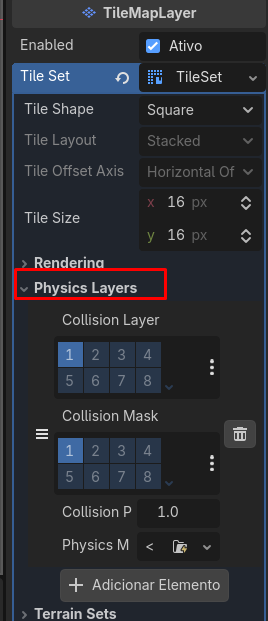 TileMapLayer
Enabled Ativo
Tile Set TileSet
Tile Shape Square
Tile Layout Stacked
Tile Offset Axis Horizontal Of
Tile Size x 16 px
y 16 px
Rendering
Physics Layers
Collision Layer
1 2 3 4
5 6 7 8
Collision Mask
1 2 3 4
5 6 7 8
Collision P 1.0
Physics M <
Adicionar Elemento
Terrain Sets